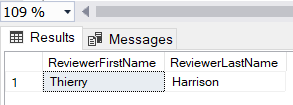 109 %
Results Messages
ReviewerFirstName ReviewerLastName
1 Thierry Harrison